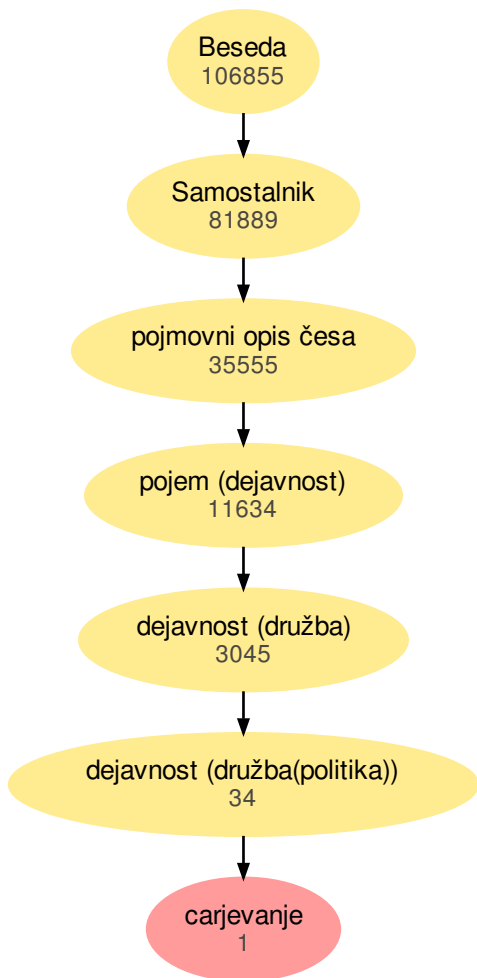 Beseda
106855
Samostalnik
81889
pojmovni opis česa
35555
pojem (dejavnost)
11634
dejavnost (družba)
3045
dejavnost (družba(politika))
34
carjevanje
1